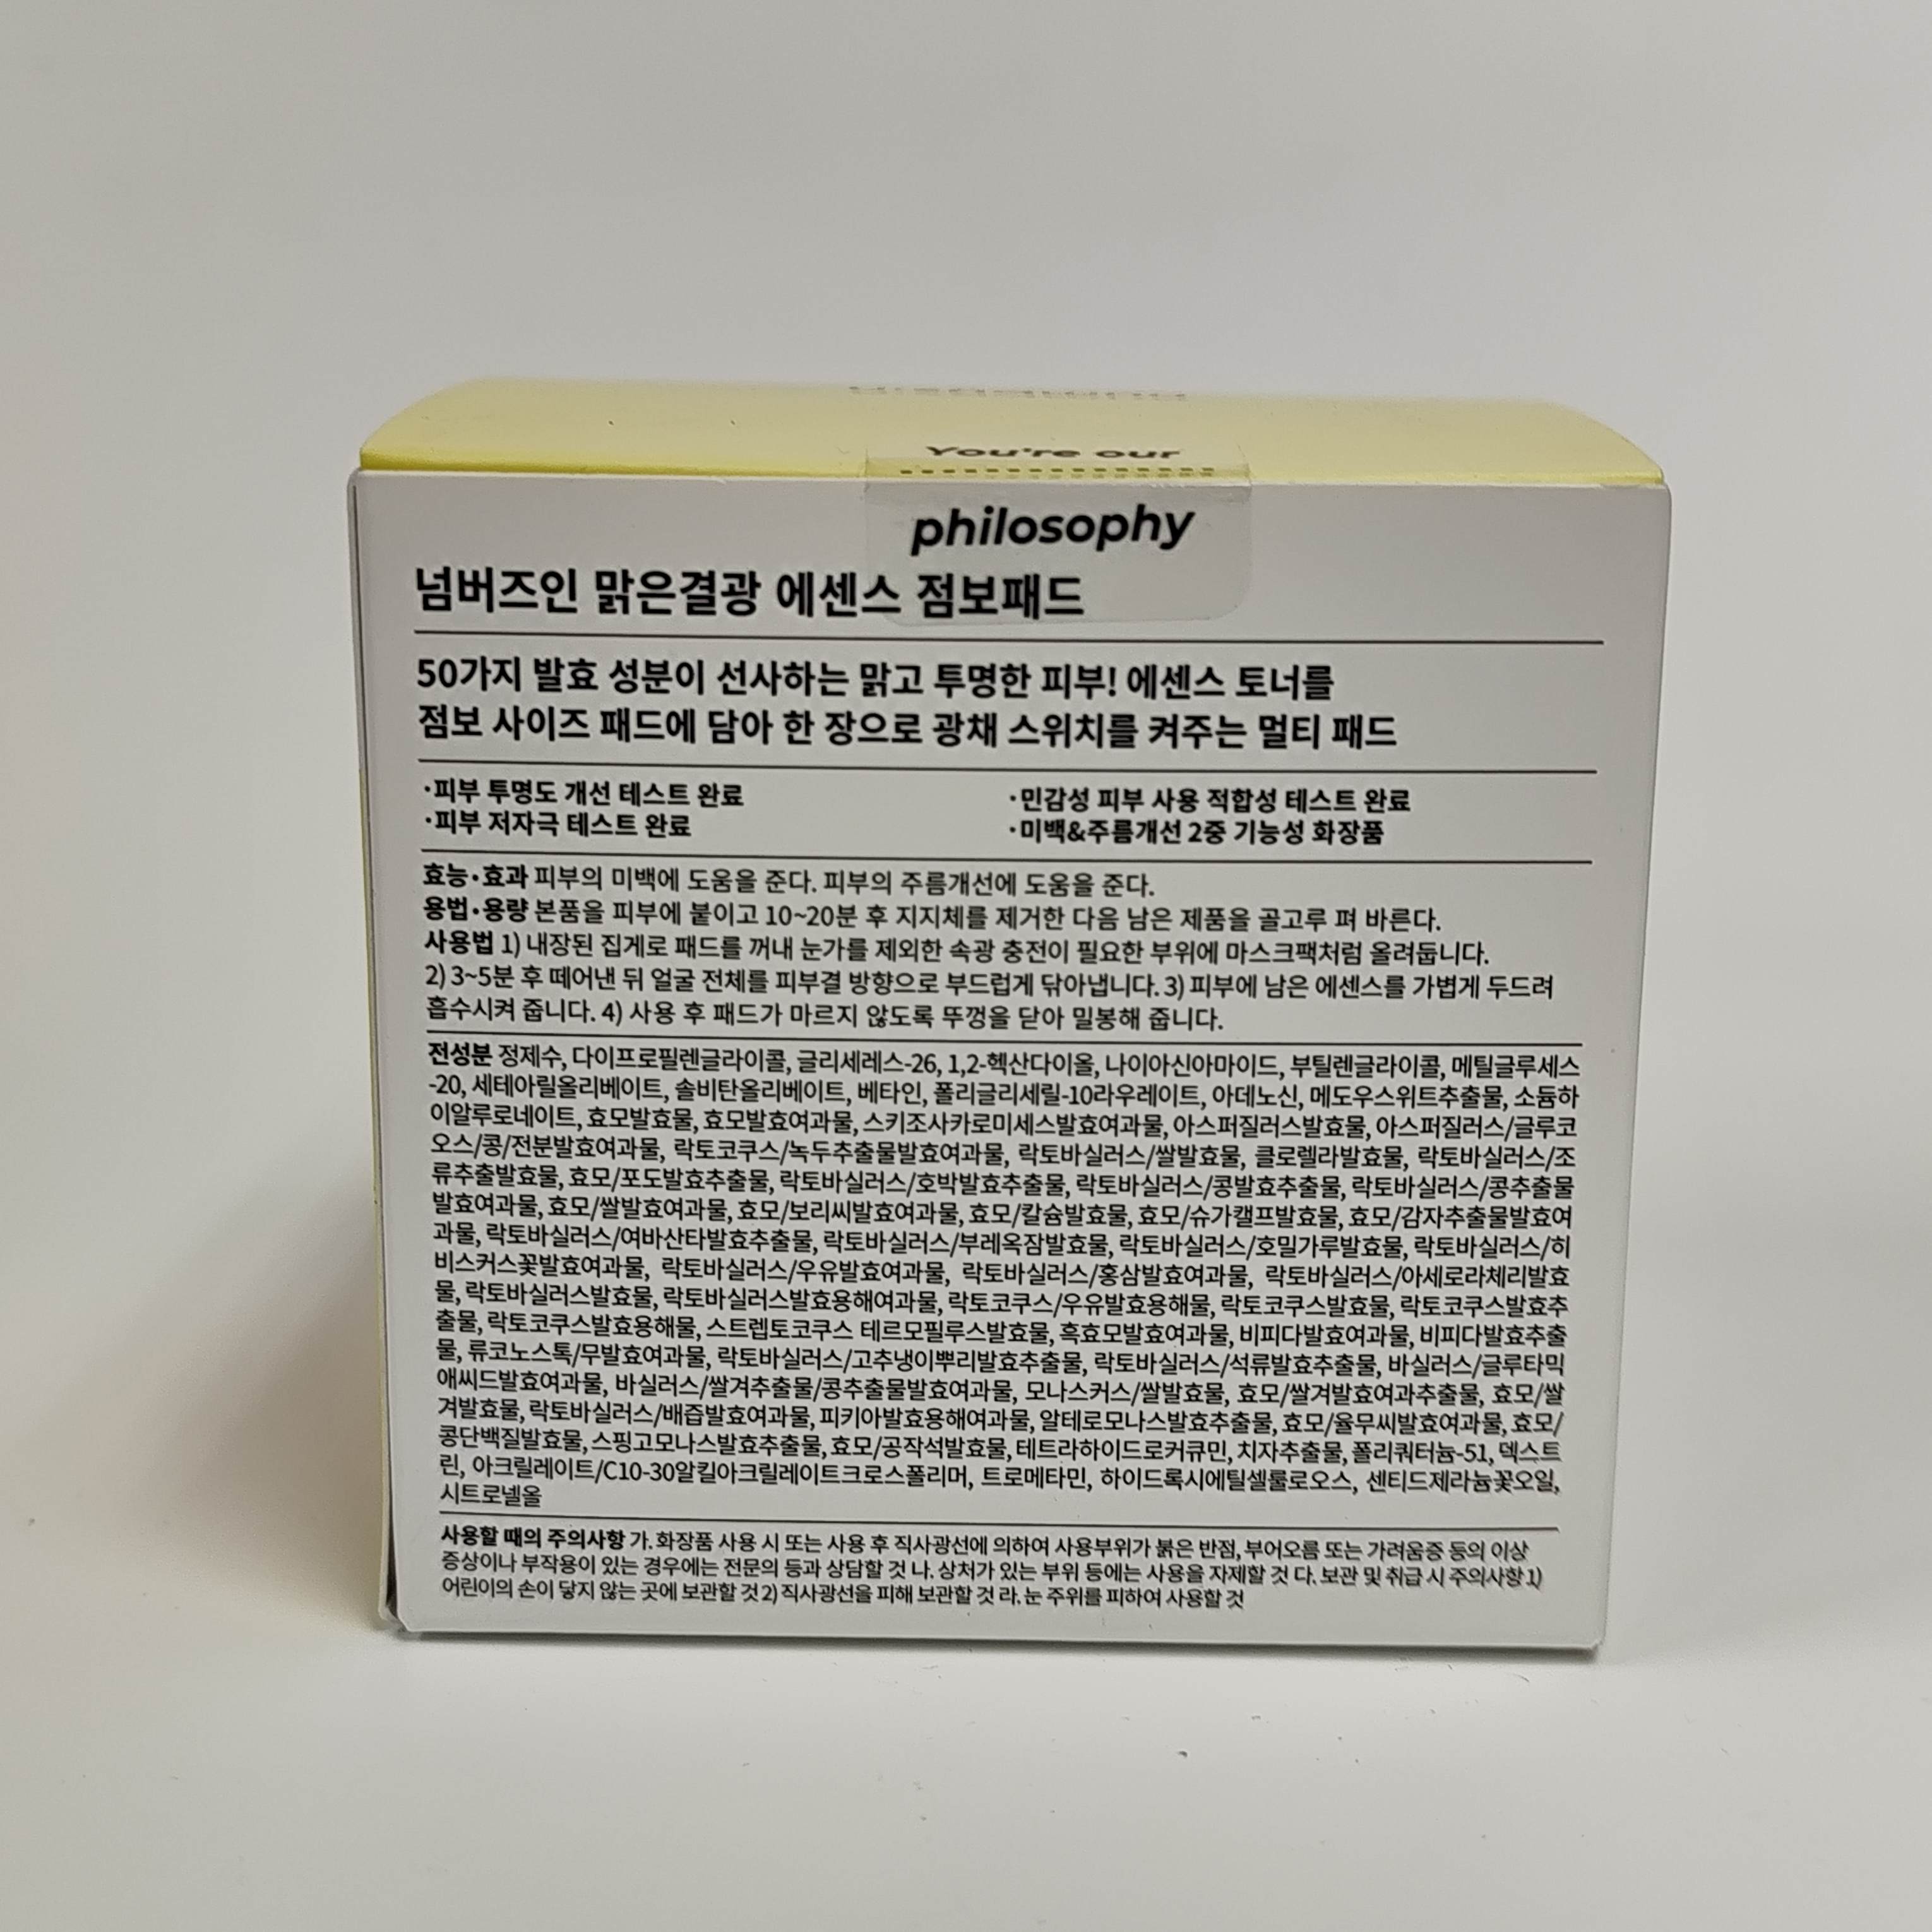 You're our
philosophy
넘버즈인 맑은결광 에센스 점보패드
50가지 발효 성분이 선사하는 맑고 투명한 피부! 에센스 토너를
점보 사이즈 패드에 담아 한 장으로 광채 스위치를 켜주는 멀티 패드
·피부 투명도 개선 테스트 완료 ·민감성 피부 사용 적합성 테스트 완료
·피부 저자극 테스트 완료 ·미백&주름개선 2중 기능성 화장품
효능·효과 피부의 미백에 도움을 준다. 피부의 주름개선에 도움을 준다.
용법·용량 본품을 피부에 붙이고 10~20분 후 지지체를 제거한 다음 남은 제품을 골고루 펴 바른다.
사용법 1) 내장된 집게로 패드를 꺼내 눈가를 제외한 속광 충전이 필요한 부위에 마스크팩처럼 올려둡니다.
2) 3~5분 후 떼어낸 뒤 얼굴 전체를 피부결 방향으로 부드럽게 닦아냅니다. 3) 피부에 남은 에센스를 가볍게 두드려
흡수시켜 줍니다. 4) 사용 후 패드가 마르지 않도록 뚜껑을 닫아 밀봉해 줍니다.
전성분 정제수, 다이프로필렌글라이콜, 글리세레스-26, 1,2-헥산다이올, 나이아신아마이드, 부틸렌글라이콜, 메틸글루세스
-20, 세테아릴올리베이트, 솔비탄올리베이트, 베타인, 폴리글리세릴-10라우레이트, 아데노신, 메도우스위트추출물, 소듐하
이알루로네이트, 효모발효물, 효모발효여과물, 스키조사카로미세스발효여과물, 아스퍼질러스발효물, 아스퍼질러스/글루코
오스/콩/전분발효여과물, 락토코쿠스/녹두추출물발효여과물, 락토바실러스/쌀발효물, 클로렐라발효물, 락토바실러스/조
류추출발효물, 효모/포도발효추출물, 락토바실러스/호박발효추출물, 락토바실러스/콩발효추출물, 락토바실러스/콩추출물
발효여과물, 효모/쌀발효여과물, 효모/보리씨발효여과물, 효모/칼슘발효물, 효모/슈가캘프발효물, 효모/감자추출물발효여
과물, 락토바실러스/여바산타발효추출물, 락토바실러스/부레옥잠발효물, 락토바실러스/호밀가루발효물, 락토바실러스/히
비스커스꽃발효여과물, 락토바실러스/우유발효여과물, 락토바실러스/홍삼발효여과물, 락토바실러스/아세로라체리발효
물, 락토바실러스발효물, 락토바실러스발효용해여과물, 락토코쿠스/우유발효용해물, 락토코쿠스발효물, 락토코쿠스발효추
출물, 락토코쿠스발효용해물, 스트렙토코쿠스 테르모필루스발효물, 흑효모발효여과물, 비피다발효여과물, 비피다발효추출
물, 류코노스톡/무발효여과물, 락토바실러스/고추냉이뿌리발효추출물, 락토바실러스/석류발효추출물, 바실러스/글루타믹
애씨드발효여과물, 바실러스/쌀겨추출물/콩추출물발효여과물, 모나스커스/쌀발효물, 효모/쌀겨발효여과추출물, 효모/쌀
겨발효물, 락토바실러스/배즙발효여과물, 피키아발효용해여과물, 알테로모나스발효추출물, 효모/율무씨발효여과물, 효모/
콩단백질발효물, 스핑고모나스발효추출물, 효모/공작석발효물, 테트라하이드로커큐민, 치자추출물, 폴리쿼터늄-51, 덱스트
린, 아크릴레이트/C10-30알킬아크릴레이트크로스폴리머, 트로메타민, 하이드록시에틸셀룰로오스, 센티드제라늄꽃오일,
시트로넬올
사용할 때의 주의사항 가. 화장품 사용 시 또는 사용 후 직사광선에 의하여 사용부위가 붉은 반점, 부어오름 또는 가려움증 등의 이상
증상이나 부작용이 있는 경우에는 전문의 등과 상담할 것 나. 상처가 있는 부위 등에는 사용을 자제할 것 다. 보관 및 취급 시 주의사항 1)
어린이의 손이 닿지 않는 곳에 보관할 것 2) 직사광선을 피해 보관할 것 라. 눈 주위를 피하여 사용할 것